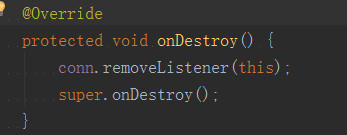 @Override
protected void onDestroy() {
conn.removeListener(this);
super.onDestroy();
}